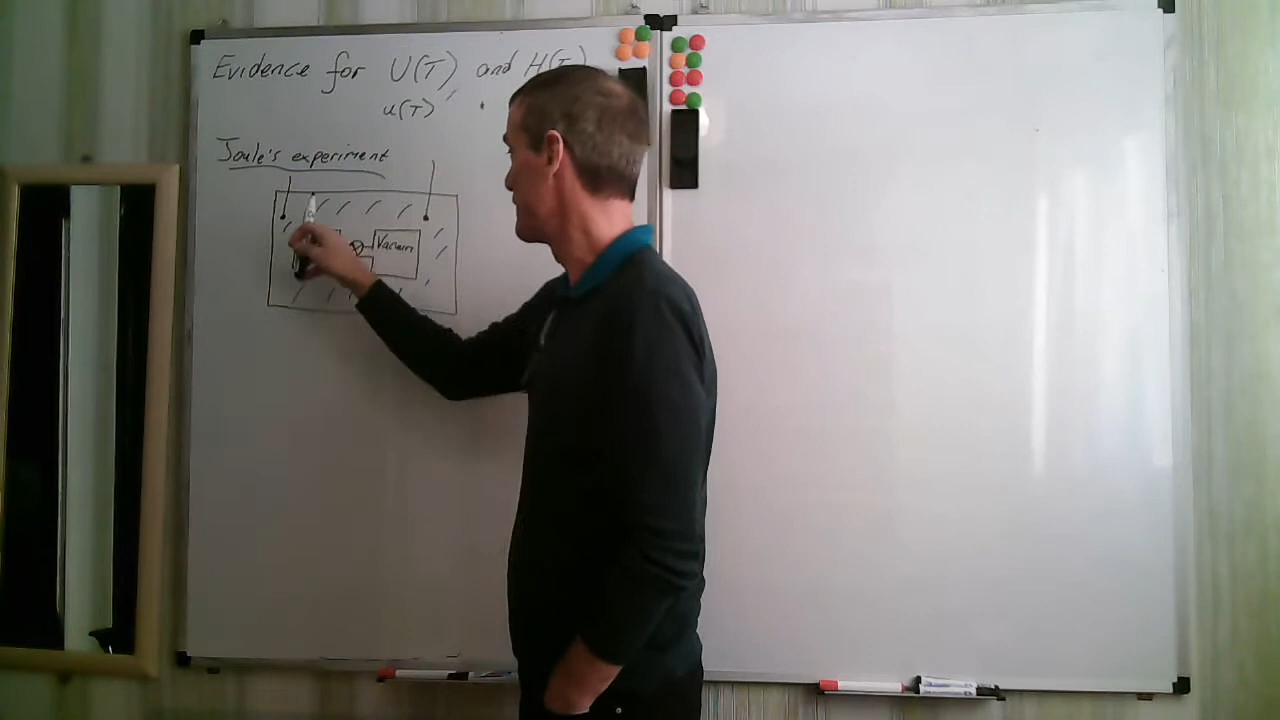 Evidence for U(T) and H(T)
u(T)
Joule's experiment
Vacuum